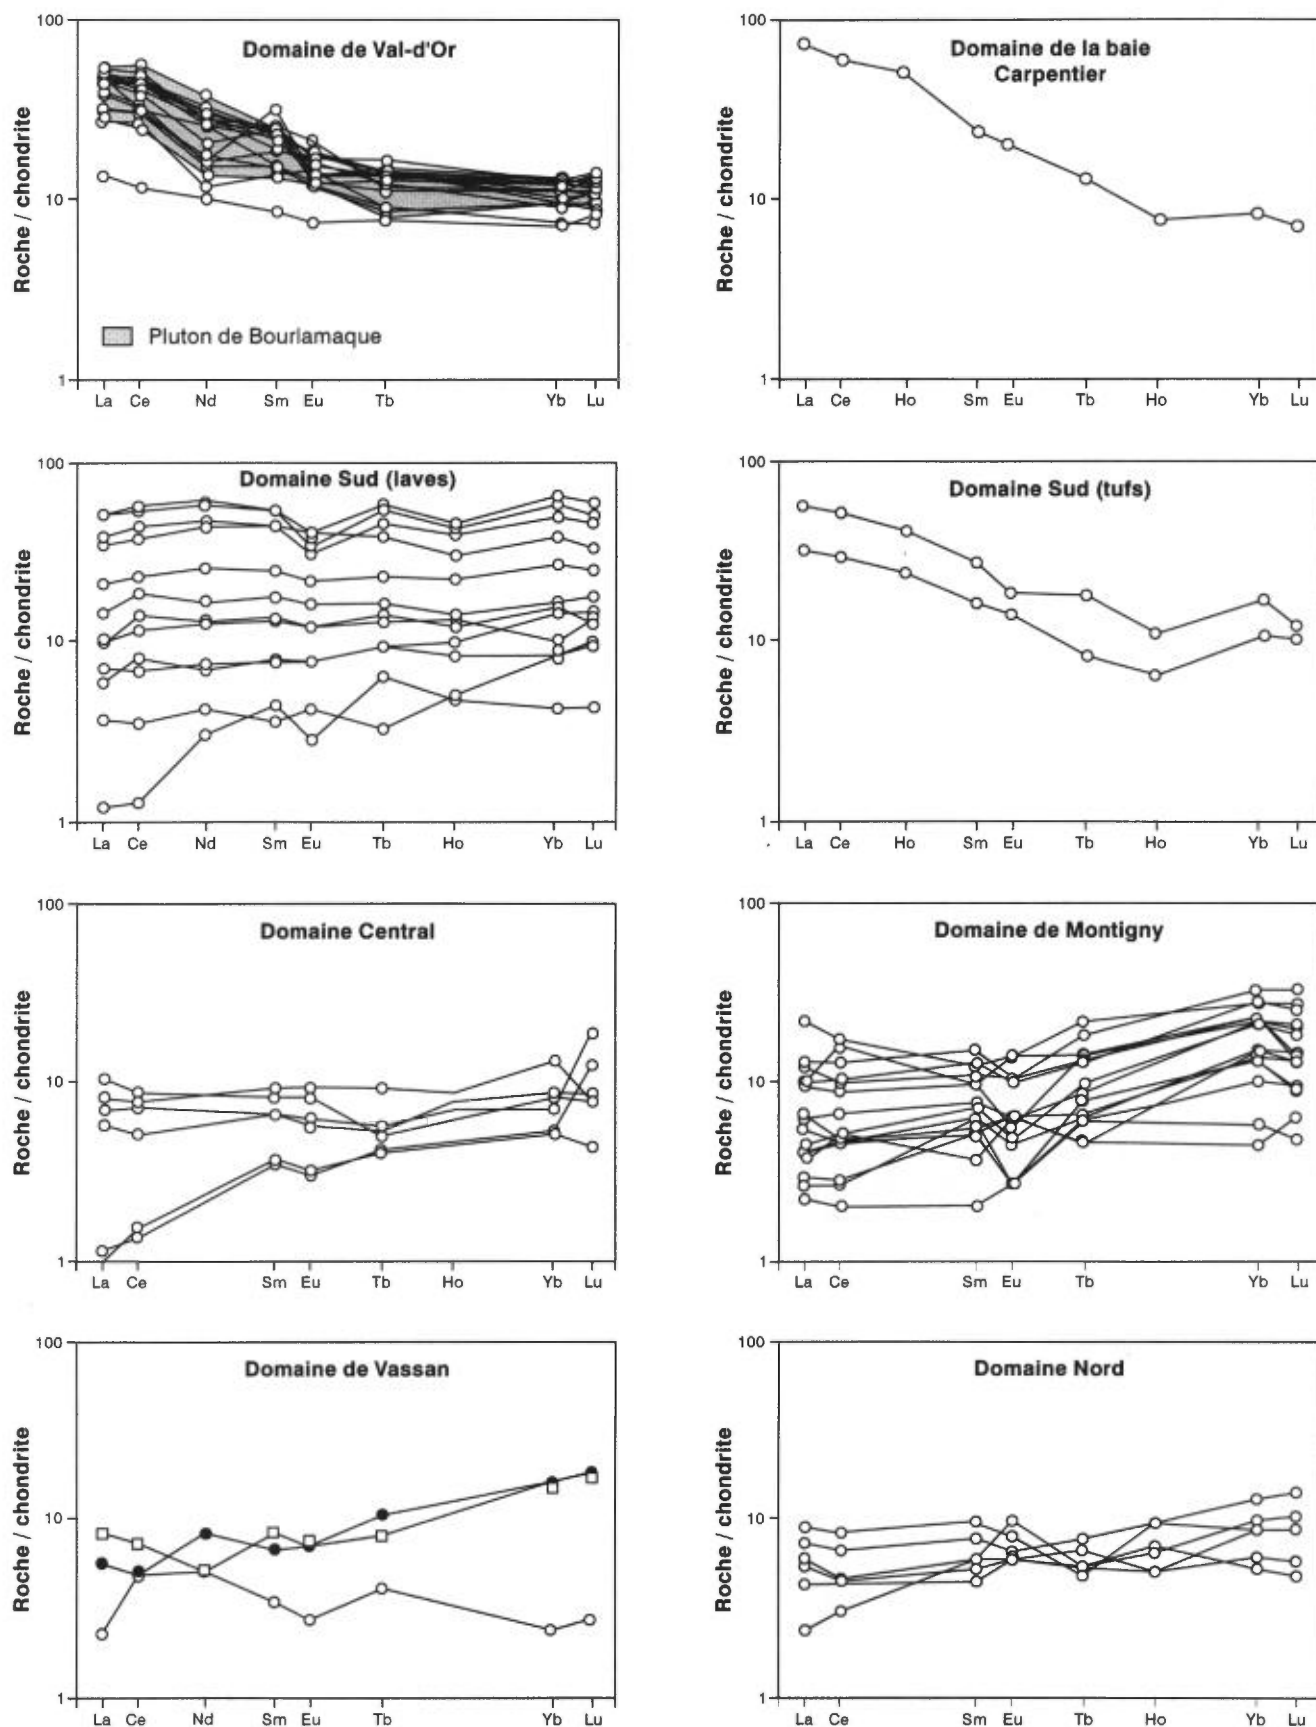 Domaine de Val-d'Or
100
10
1
Roche / chondrite
Pluton de Bourlamaque
La Ce Nd Sm Eu Tb Yb Lu
Domaine de la baie
Carpentier
100
10
1
Roche / chondrite
La Ce Ho Sm Eu Tb Ho Yb Lu
Domaine Sud (laves)
100
10
1
Roche / chondrite
La Ce Nd Sm Eu Tb Ho Yb Lu
Domaine Sud (tufs)
100
10
1
Roche / chondrite
La Ce Ho Sm Eu Tb Ho Yb Lu
Domaine Central
100
10
1
Roche / chondrite
La Ce Sm Eu Tb Ho Yb Lu
Domaine de Montigny
100
10
1
Roche / chondrite
La Ce Sm Eu Tb Yb Lu
Domaine de Vassan
100
10
1
Roche / chondrite
La Ce Nd Sm Eu Tb Yb Lu
Domaine Nord
100
10
1
Roche / chondrite
La Ce Sm Eu Tb Ho Yb Lu